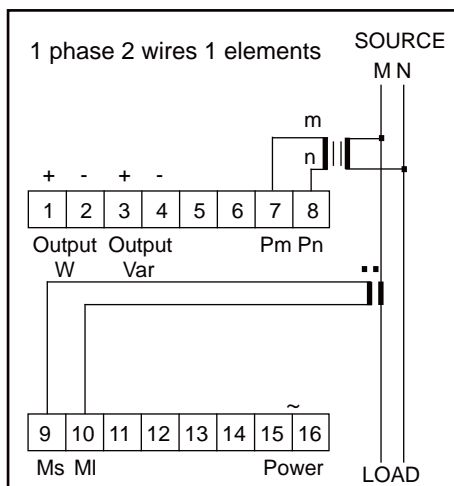 1 phase 2 wires 1 elements
SOURCE
M N
m
n
+ - + -
1 2 3 4 5 6 7 8
Output Output Pm Pn
W Var
~
9 10 11 12 13 14 15 16
Ms Ml Power
LOAD